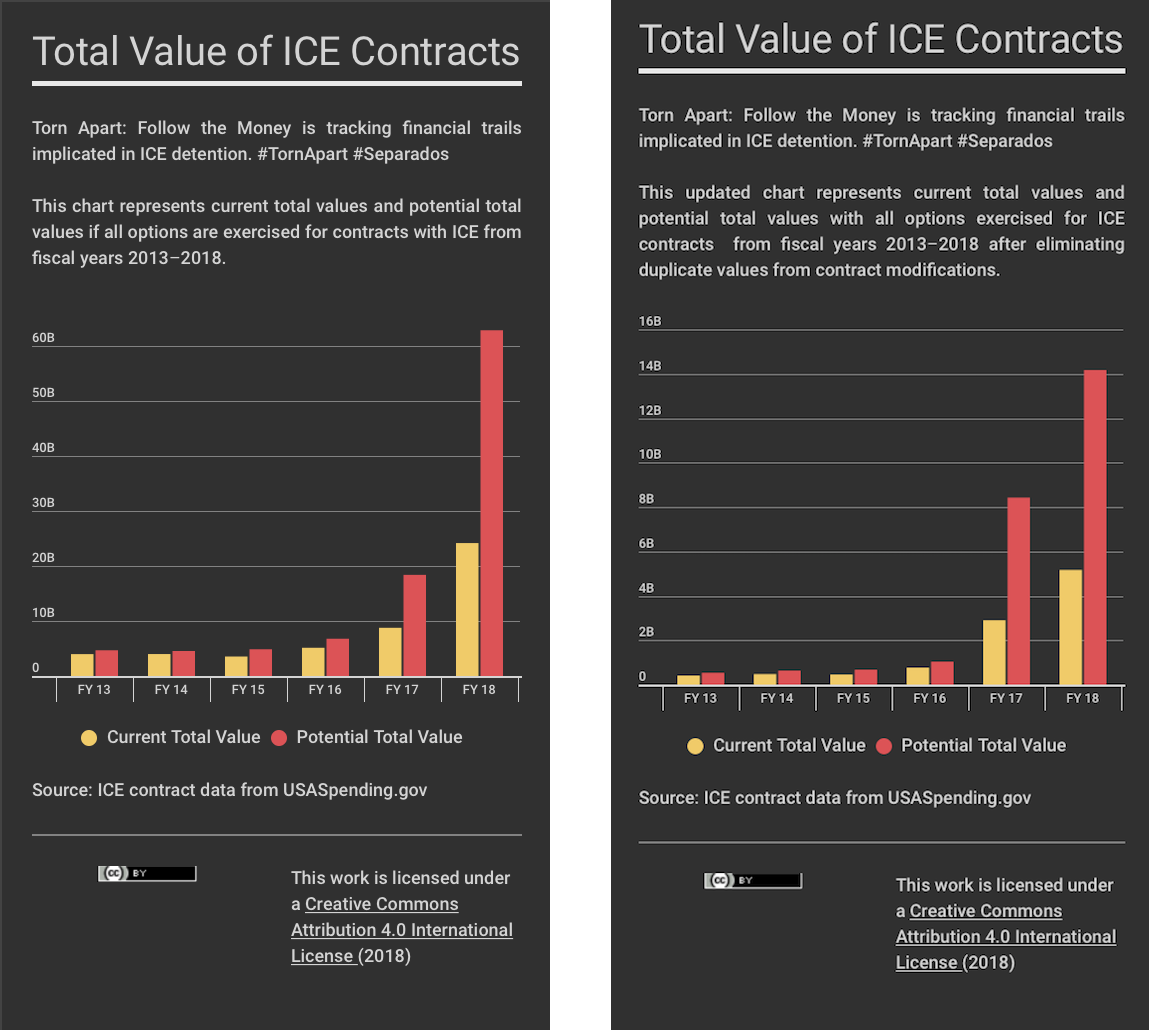 Total Value of ICE Contracts
Torn Apart: Follow the Money is tracking financial trails
implicated in ICE detention. #TornApart #Separados
This chart represents current total values and potential total
values if all options are exercised for contracts with ICE from
fiscal years 2013–2018.
60B
50B
40B
30B
20B
10B
0
FY 13 FY 14 FY 15 FY 16 FY 17 FY 18
Current Total Value Potential Total Value
Source: ICE contract data from USASpending.gov
cc BY
This work is licensed under
a Creative Commons
Attribution 4.0 International
License (2018)
Total Value of ICE Contracts
Torn Apart: Follow the Money is tracking financial trails
implicated in ICE detention. #TornApart #Separados
This updated chart represents current total values and
potential total values with all options exercised for ICE
contracts from fiscal years 2013–2018 after eliminating
duplicate values from contract modifications.
16B
14B
12B
10B
8B
6B
4B
2B
0
FY 13 FY 14 FY 15 FY 16 FY 17 FY 18
Current Total Value Potential Total Value
Source: ICE contract data from USASpending.gov
cc BY
This work is licensed under
a Creative Commons
Attribution 4.0 International
License (2018)